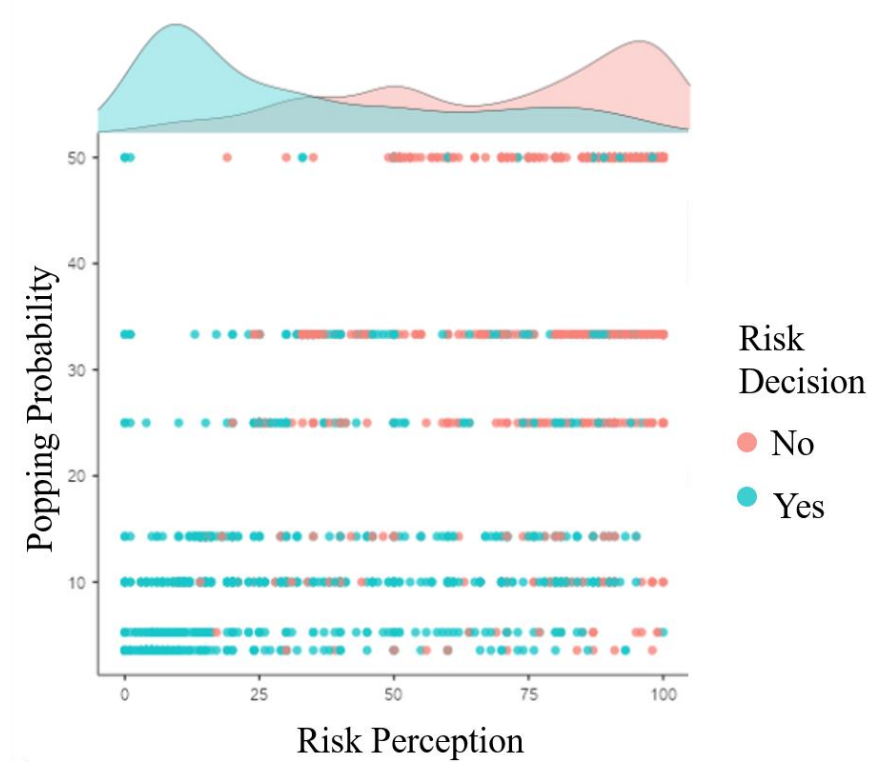 50
40
30
20
10
Popping Probability
0 25 50 75 100
Risk Perception
Risk
Decision
No
Yes